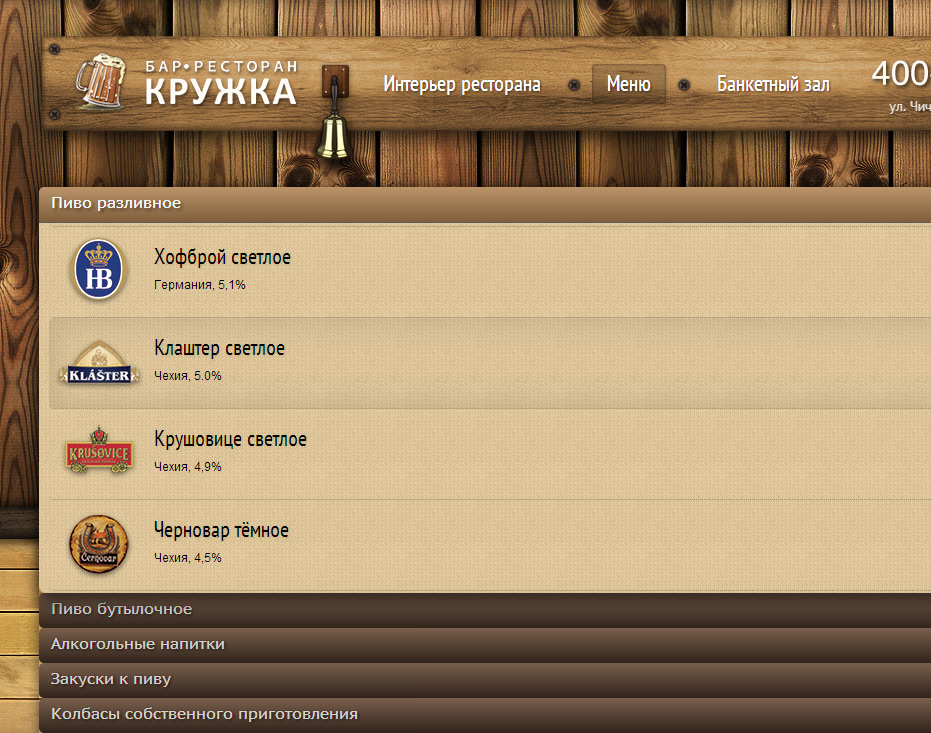 БАР•РЕСТОРАН
КРУЖКА
Интерьер ресторана
Меню
Банкетный зал
400-
ул. Чич
Пиво разливное
HB
Хофброй светлое
Германия, 5,1%
KLÁŠTER
Клаштер светлое
Чехия, 5.0%
KRUŠOVICE
Крушовице светлое
Чехия, 4,9%
Černovar
Черновар тёмное
Чехия, 4,5%
Пиво бутылочное
Алкогольные напитки
Закуски к пиву
Колбасы собственного приготовления